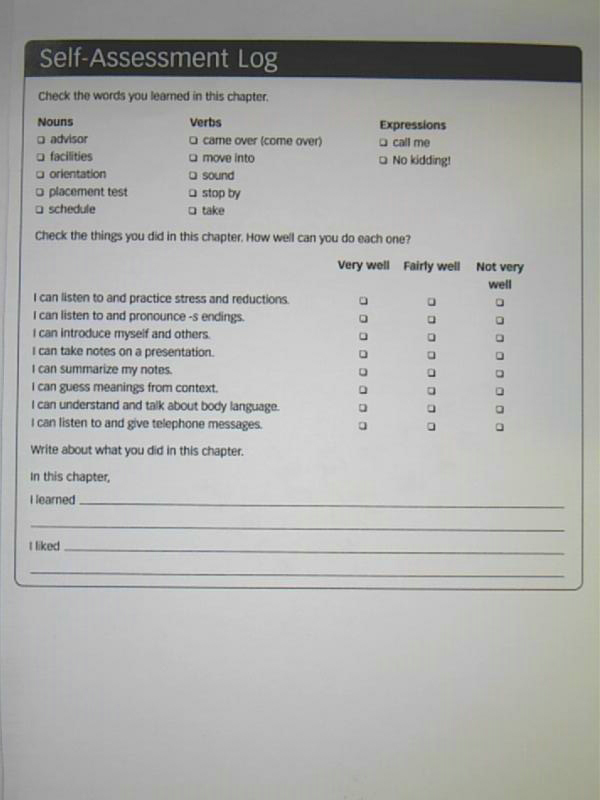 Self-Assessment Log
Check the words you learned in this chapter.
Nouns Verbs Expressions
❑ advisor ❑ came over (come over) ❑ call me
❑ facilities ❑ move into ❑ No kidding!
❑ orientation ❑ sound
❑ placement test ❑ stop by
❑ schedule ❑ take
Check the things you did in this chapter. How well can you do each one?
Very well Fairly well Not very
well
I can listen to and practice stress and reductions. ❑ ❑ ❑
I can listen to and pronounce -s endings. ❑ ❑ ❑
I can introduce myself and others. ❑ ❑ ❑
I can take notes on a presentation. ❑ ❑ ❑
I can summarize my notes. ❑ ❑ ❑
I can guess meanings from context. ❑ ❑ ❑
I can understand and talk about body language. ❑ ❑ ❑
I can listen to and give telephone messages. ❑ ❑ ❑
Write about what you did in this chapter.
In this chapter,
I learned
I liked